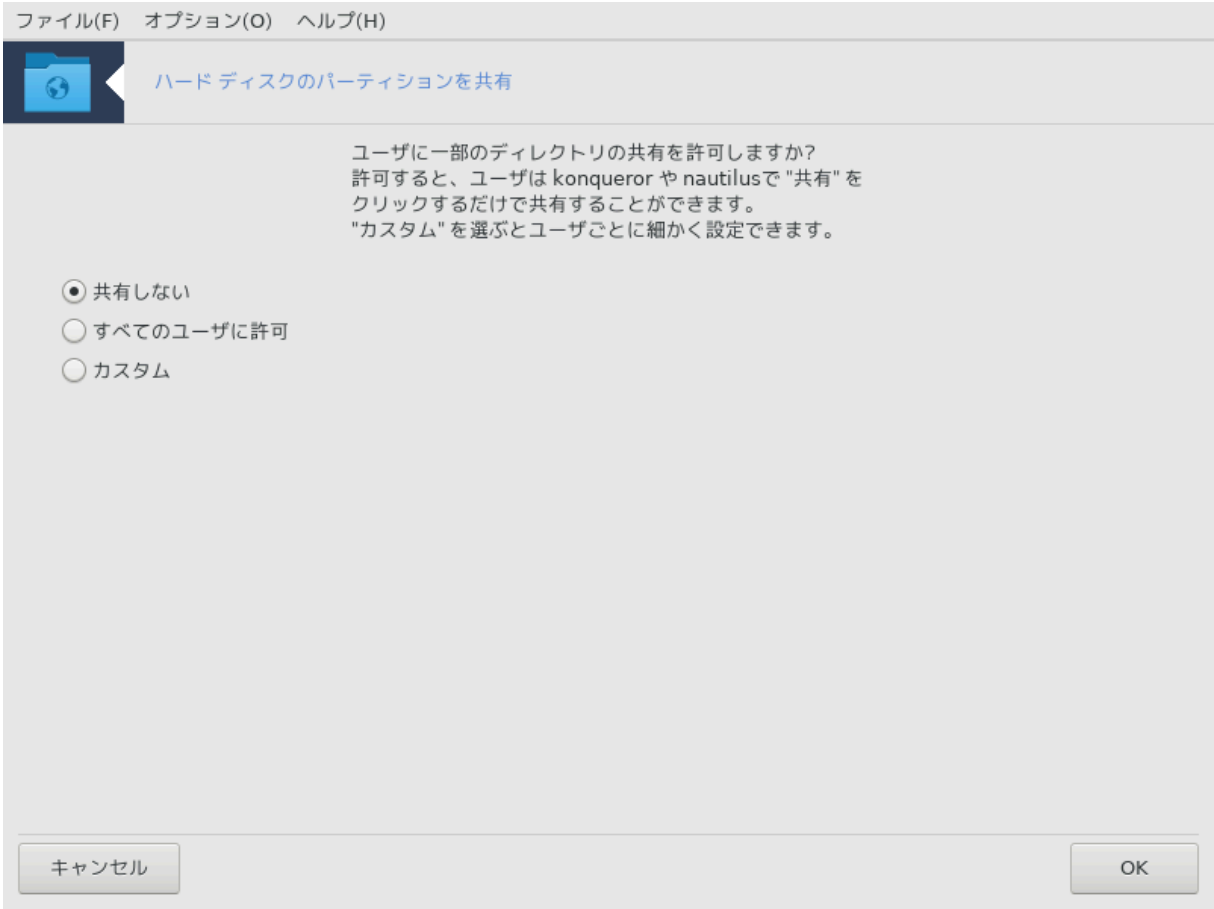 ファイル(F) オプション(O) ヘルプ(H)
ハード ディスクのパーティションを共有
ユーザに一部のディレクトリの共有を許可しますか?
許可すると、ユーザは konqueror や nautilusで "共有" を
クリックするだけで共有することができます。
"カスタム" を選ぶとユーザごとに細かく設定できます。
共有しない
すべてのユーザに許可
カスタム
キャンセル OK